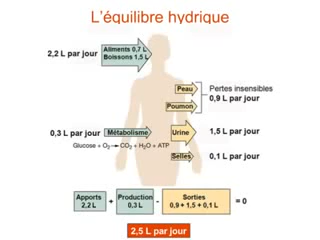 L'équilibre hydrique
2,2 L par jour
Aliments 0,7 L
Boissons 1,5 L
Peau
Poumon
Pertes insensibles
0,9 L par jour
0,3 L par jour
Métabolisme
Glucose + O2 → CO2 + H2O + ATP
Urine
1,5 L par jour
Selles
0,1 L par jour
Apports
2,2 L
+
Production
0,3 L
-
Sorties
0,9 + 1,5 + 0,1 L
= 0
2,5 L par jour